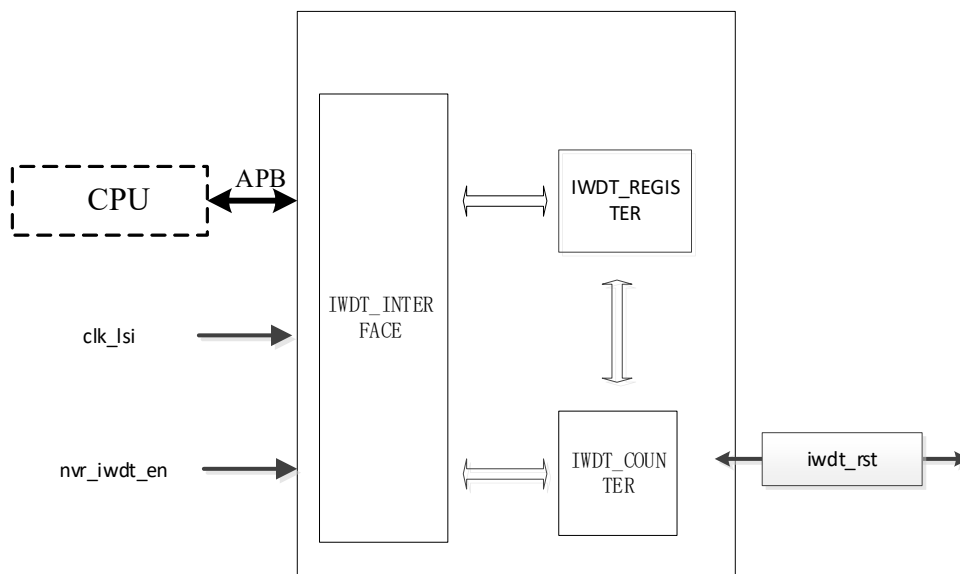 APB
CPU
IWDT_REGIS
TER
IWDT_INTER
FACE
clk_lsi
nvr_iwdt_en
IWDT_COUN
TER
iwdt_rst